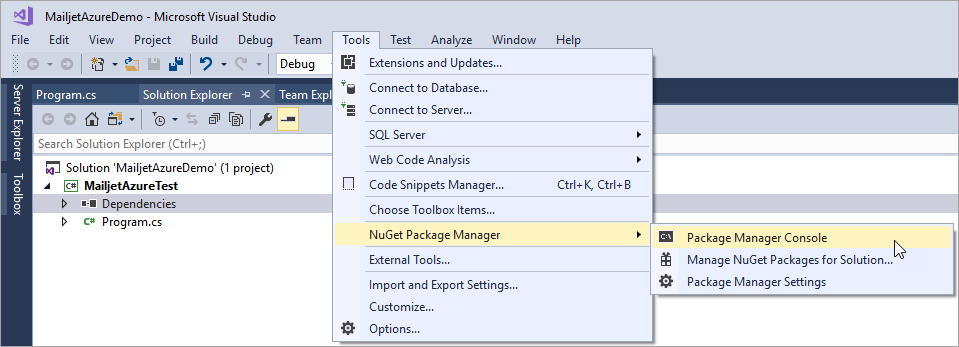 MailjetAzureDemo - Microsoft Visual Studio
File Edit View Project Build Debug Team Tools Test Analyze Window Help
Debug
Extensions and Updates...
Connect to Database...
Connect to Server...
SQL Server
Web Code Analysis
Code Snippets Manager... Ctrl+K, Ctrl+B
Choose Toolbox Items...
NuGet Package Manager
External Tools...
Import and Export Settings...
Customize...
Options...
Package Manager Console
Manage NuGet Packages for Solution...
Package Manager Settings
Server Explorer
Toolbox
Program.cs Solution Explorer Team Expl
Search Solution Explorer (Ctrl+;)
Solution 'MailjetAzureDemo' (1 project)
C# MailjetAzureTest
Dependencies
C# Program.cs